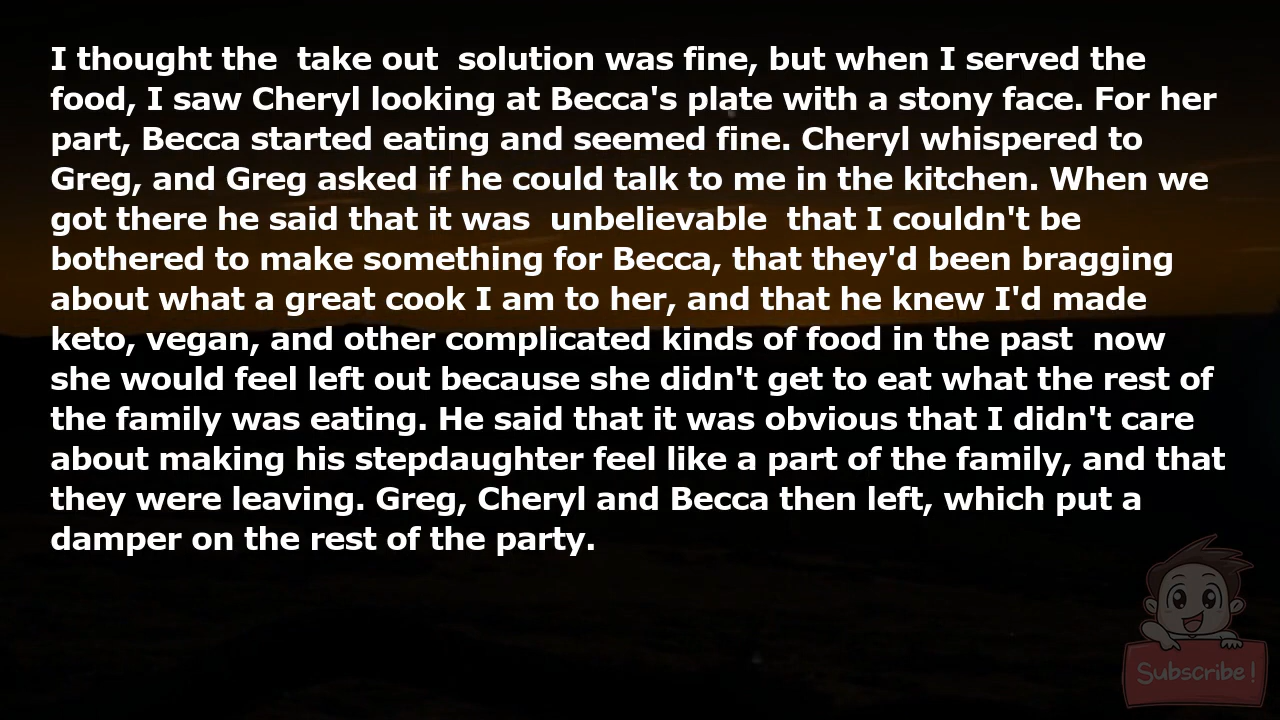 I thought the  take out  solution was fine, but when I served the
food, I saw Cheryl looking at Becca's plate with a stony face. For her
part, Becca started eating and seemed fine. Cheryl whispered to
Greg, and Greg asked if he could talk to me in the kitchen. When we
got there he said that it was  unbelievable  that I couldn't be
bothered to make something for Becca, that they'd been bragging
about what a great cook I am to her, and that he knew I'd made
keto, vegan, and other complicated kinds of food in the past  now
she would feel left out because she didn't get to eat what the rest of
the family was eating. He said that it was obvious that I didn't care
about making his stepdaughter feel like a part of the family, and that
they were leaving. Greg, Cheryl and Becca then left, which put a
damper on the rest of the party.
Subscribe!